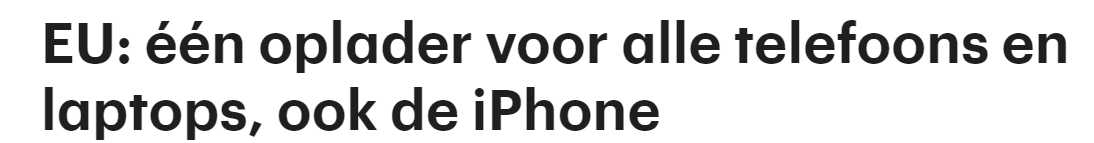 EU: één oplader voor alle telefoons en
laptops, ook de iPhone